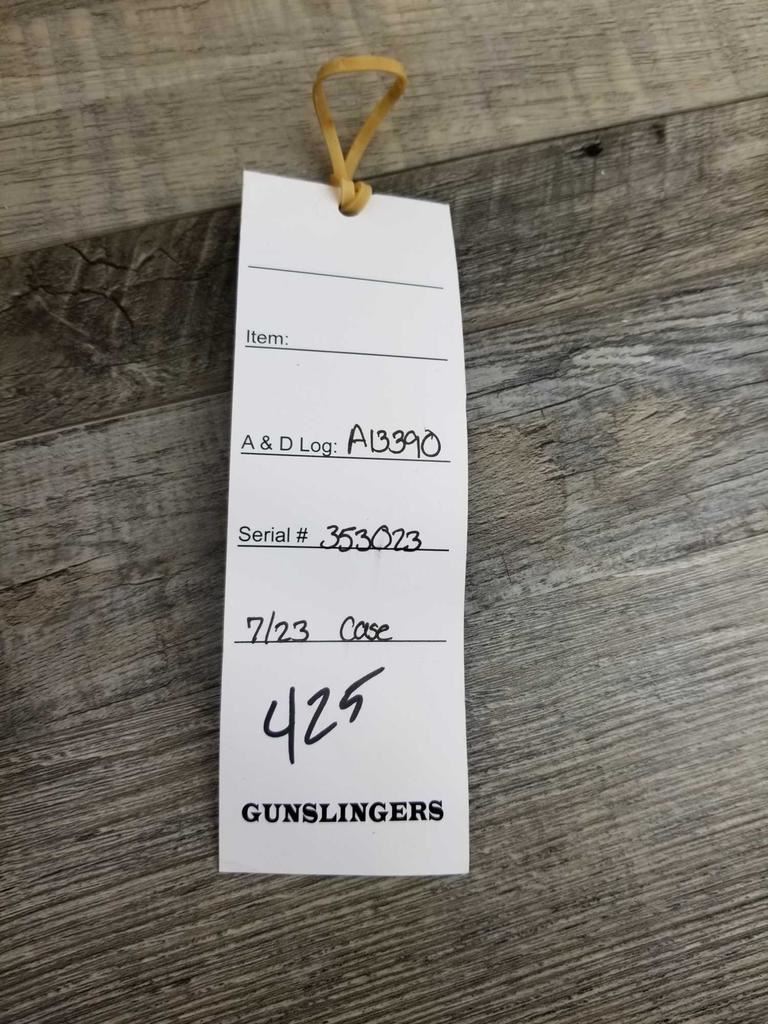 Item:
A & D Log: A13390
Serial # 353023
7/23 Case
425
GUNSLINGERS